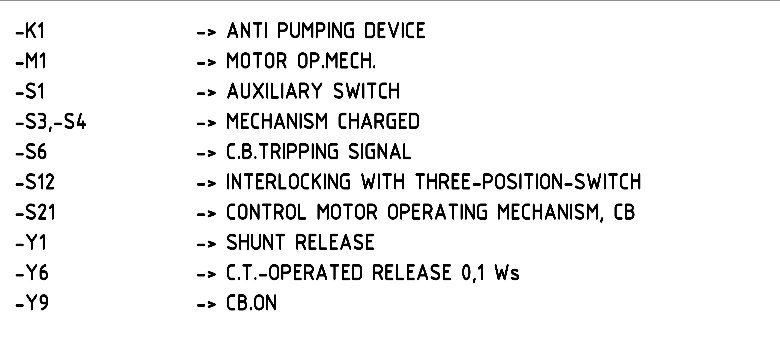 -K1 -> ANTI PUMPING DEVICE
-M1 -> MOTOR OP.MECH.
-S1 -> AUXILIARY SWITCH
-S3,-S4 -> MECHANISM CHARGED
-S6 -> C.B.TRIPPING SIGNAL
-S12 -> INTERLOCKING WITH THREE-POSITION-SWITCH
-S21 -> CONTROL MOTOR OPERATING MECHANISM, CB
-Y1 -> SHUNT RELEASE
-Y6 -> C.T.-OPERATED RELEASE 0,1 Ws
-Y9 -> CB.ON